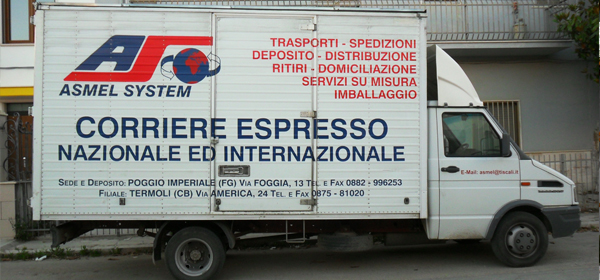 AS
ASMEL SYSTEM
TRASPORTI - SPEDIZIONI
DEPOSITO - DISTRIBUZIONE
RITIRI - DOMICILIAZIONE
SERVIZI SU MISURA
IMBALLAGGIO
CORRIERE ESPRESSO
NAZIONALE ED INTERNAZIONALE
SEDE E DEPOSITO: POGGIO IMPERIALE (FG) VIA FOGGIA, 13 TEL. E FAX 0882 - 996253
FILIALE: TERMOLI (CB) VIA AMERICA, 24 TEL. E FAX 0875 - 81020
E-Mail: asmel@tiscali.it